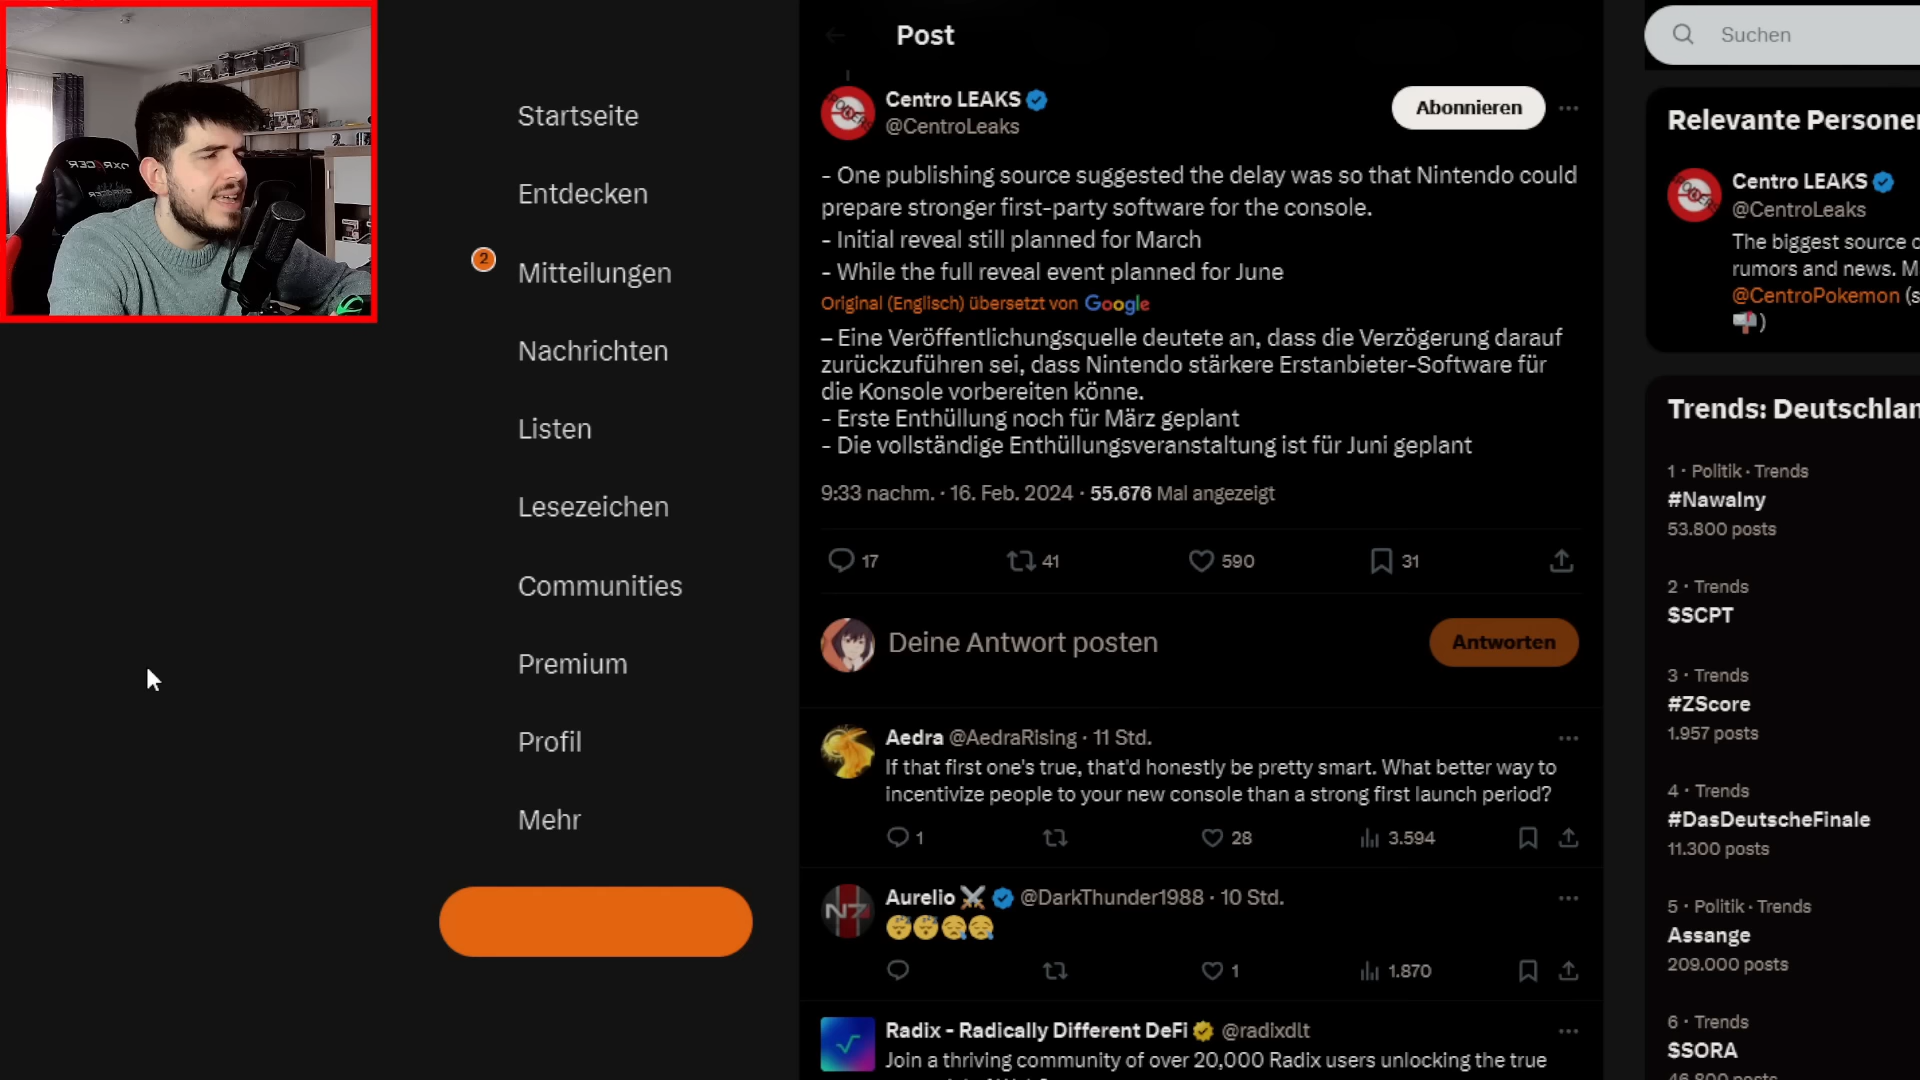 Post
Suchen
Startseite
Entdecken
2
Mitteilungen
Nachrichten
Listen
Lesezeichen
Communities
Premium
Profil
Mehr
Centro LEAKS
@CentroLeaks
Abonnieren
- One publishing source suggested the delay was so that Nintendo could
prepare stronger first-party software for the console.
- Initial reveal still planned for March
- While the full reveal event planned for June
Original (Englisch) übersetzt von Google
– Eine Veröffentlichungsquelle deutete an, dass die Verzögerung darauf
zurückzuführen sei, dass Nintendo stärkere Erstanbieter-Software für
die Konsole vorbereiten könne.
- Erste Enthüllung noch für März geplant
- Die vollständige Enthüllungsveranstaltung ist für Juni geplant
9:33 nachm. · 16. Feb. 2024 · 55.676 Mal angezeigt
17 41 590 31
Deine Antwort posten
Antworten
Aedra @AedraRising · 11 Std.
If that first one's true, that'd honestly be pretty smart. What better way to
incentivize people to your new console than a strong first launch period?
1 28 3.594
N7
Aurelio ⚔ @DarkThunder1988 · 10 Std.
😴😴😪😪
1 1.870
Radix - Radically Different DeFi @radixdlt
Join a thriving community of over 20,000 Radix users unlocking the true
Relevante Personen
Centro LEAKS
@CentroLeaks
The biggest source o
rumors and news. M
@CentroPokemon (s
📬)
Trends: Deutschlan
1 · Politik · Trends
#Nawalny
53.800 posts
2 · Trends
$SCPT
3 · Trends
#ZScore
1.957 posts
4 · Trends
#DasDeutscheFinale
11.300 posts
5 · Politik · Trends
Assange
209.000 posts
6 · Trends
$SORA
46.800 posts